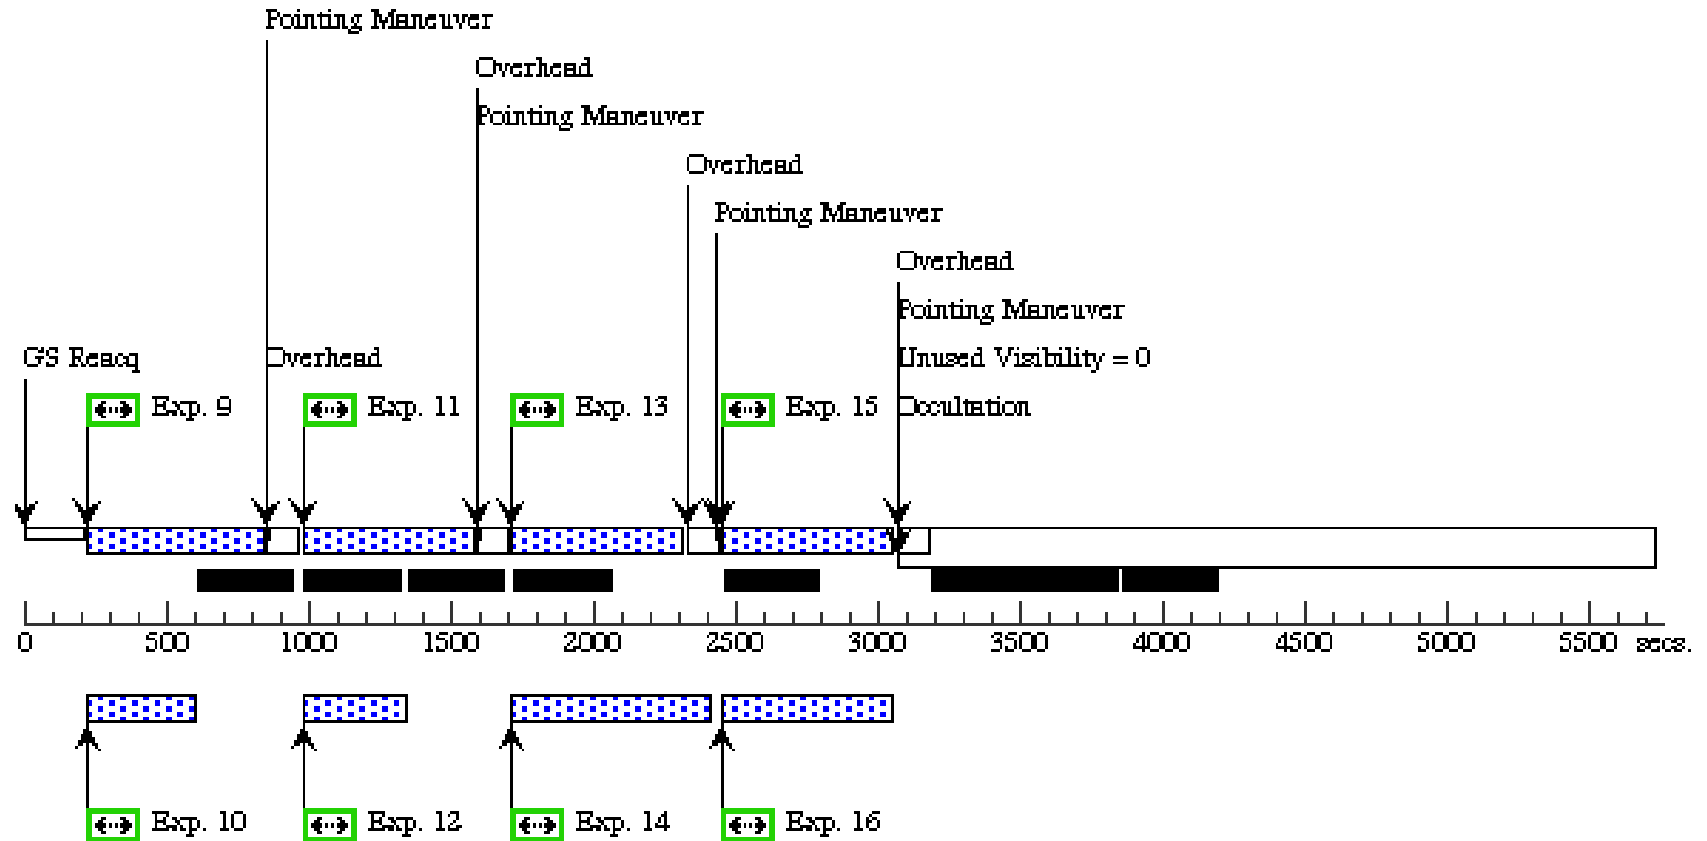 Pointing Maneuver
Overhead
Pointing Maneuver
Overhead
Pointing Maneuver
Overhead
Pointing Maneuver
GS Reacq
Overhead
Unused Visibility = 0
Exp. 9
Exp. 11
Exp. 13
Exp. 15
Occultation
0 500 1000 1500 2000 2500 3000 3500 4000 4500 5000 5500 secs.
Exp. 10
Exp. 12
Exp. 14
Exp. 16